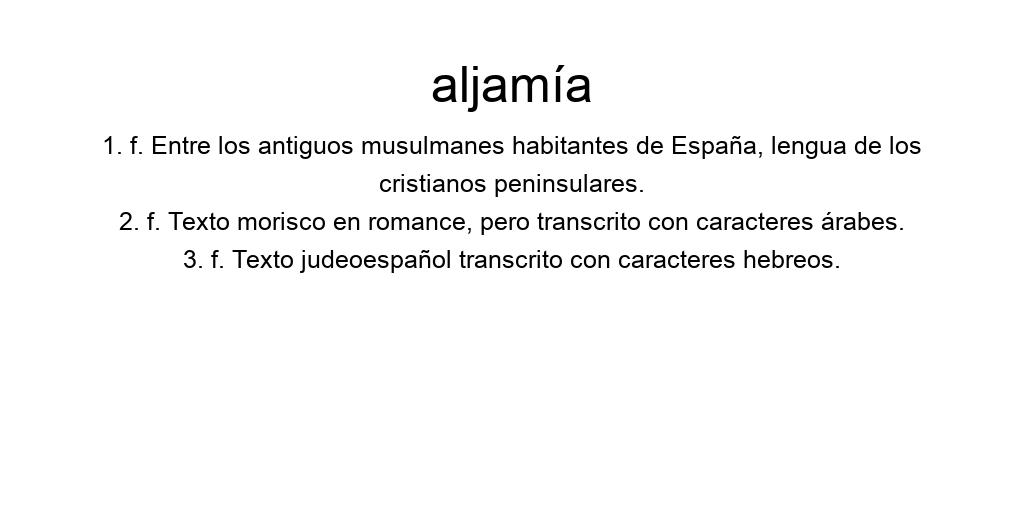 aljamía
1. f. Entre los antiguos musulmanes habitantes de España, lengua de los
cristianos peninsulares.
2. f. Texto morisco en romance, pero transcrito con caracteres árabes.
3. f. Texto judeoespañol transcrito con caracteres hebreos.